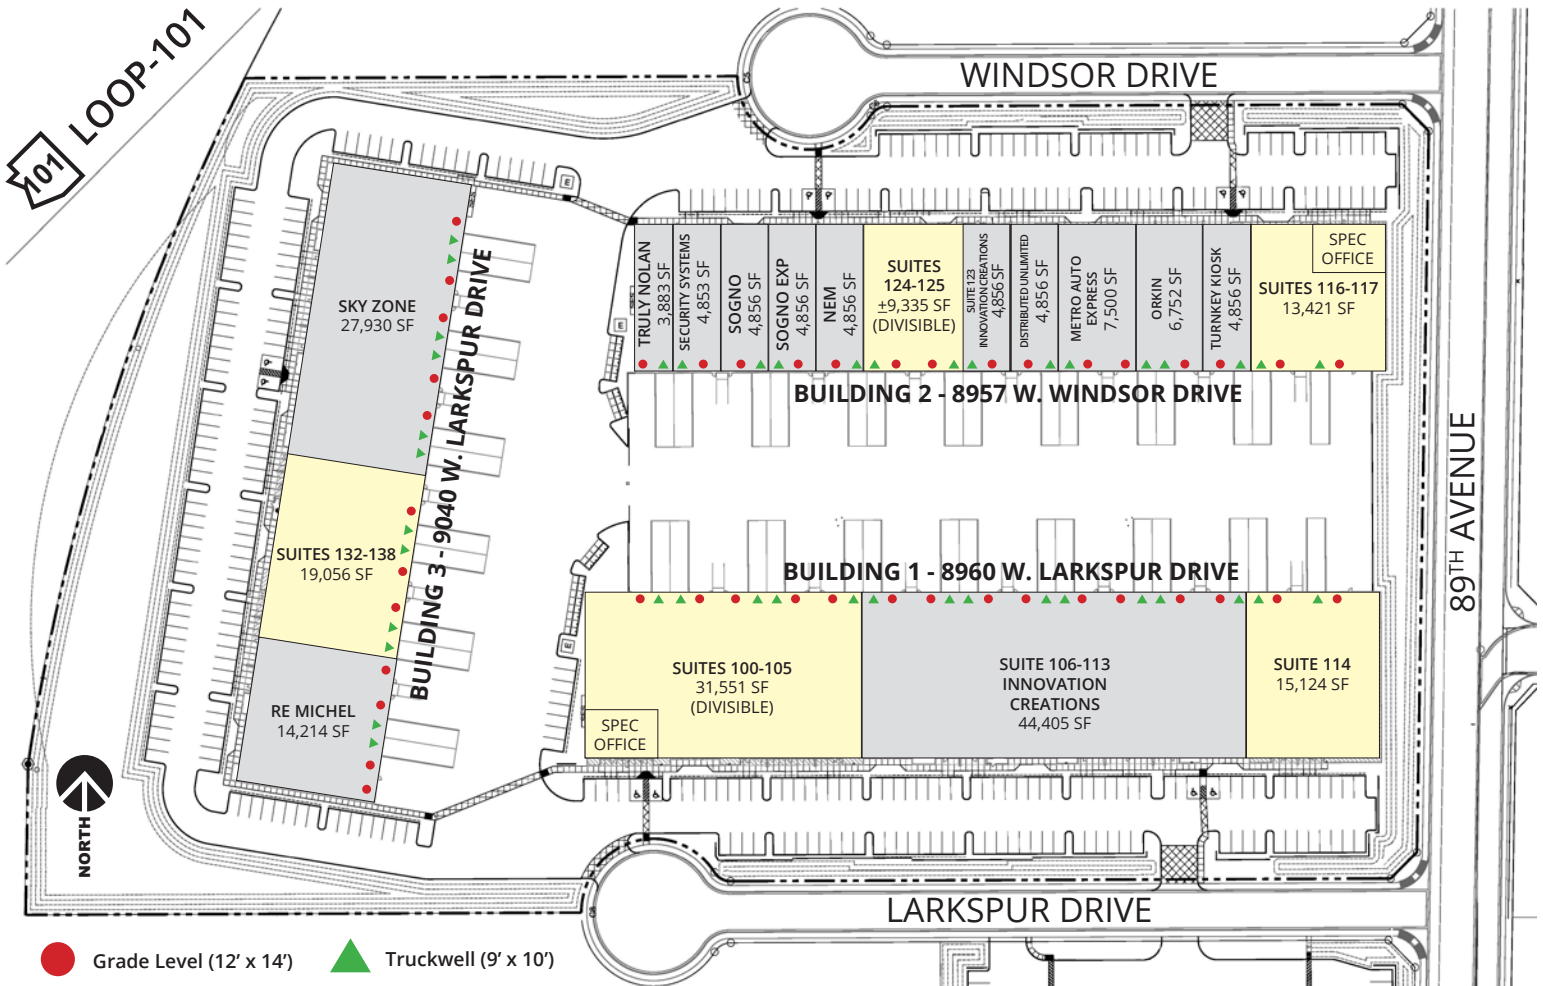 LOOP-101
101
WINDSOR DRIVE
SPEC
OFFICE
TRULY NOLAN
3,883 SF
SECURITY SYSTEMS
4,853 SF
SOGNO
4,856 SF
SOGNO EXP
4,856 SF
NEM
4,856 SF
SUITES
124-125
±9,335 SF
(DIVISIBLE)
SUITE 123
INNOVATION CREATIONS
4,856 SF
DISTRIBUTED UNLIMITED
4,856 SF
METRO AUTO
EXPRESS
7,500 SF
ORKIN
6,752 SF
TURNKEY KIOSK
4,856 SF
SUITES 116-117
13,421 SF
BUILDING 2 - 8957 W. WINDSOR DRIVE
SKY ZONE
27,930 SF
SUITES 132-138
19,056 SF
RE MICHEL
14,214 SF
BUILDING 3 - 9040 W. LARKSPUR DRIVE
E
E
E
BUILDING 1 - 8960 W. LARKSPUR DRIVE
SUITES 100-105
31,551 SF
(DIVISIBLE)
SPEC
OFFICE
SUITE 106-113
INNOVATION
CREATIONS
44,405 SF
SUITE 114
15,124 SF
89TH AVENUE
NORTH
LARKSPUR DRIVE
Grade Level (12’ x 14’)
Truckwell (9’ x 10’)